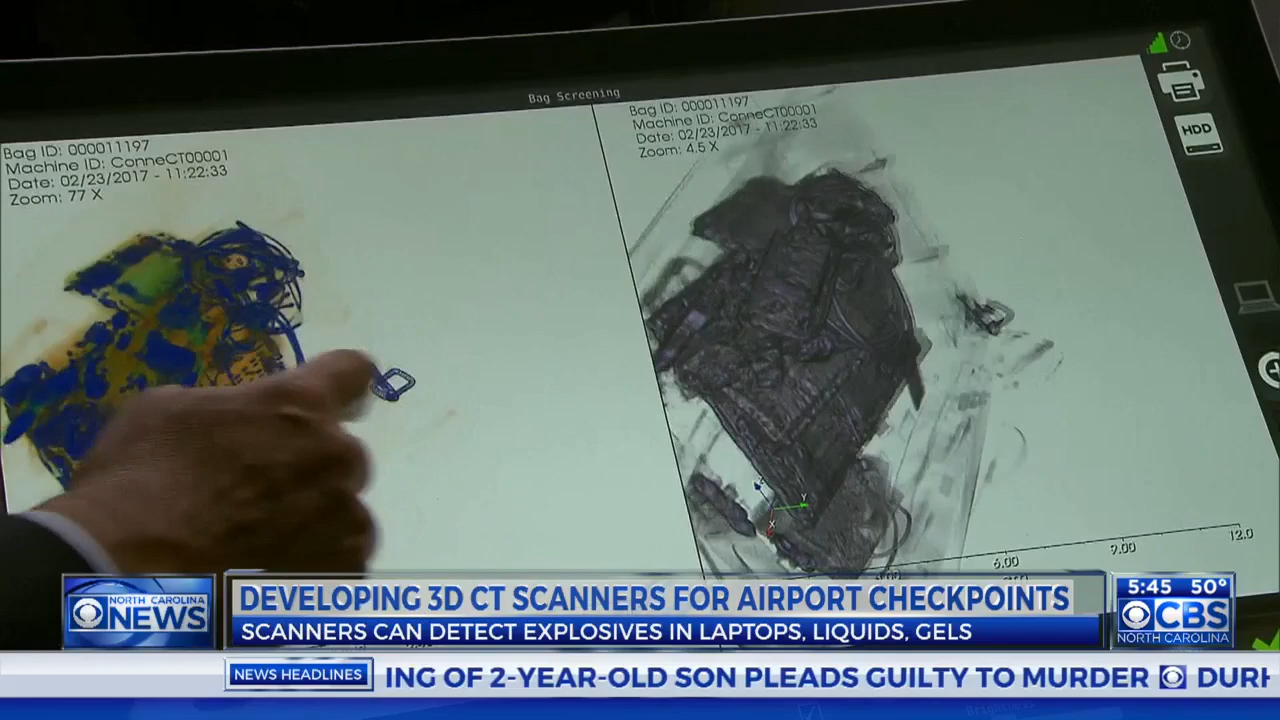 Bag Screening
Bag ID: 000011197
Machine ID: ConneCT00001
Date: 02/23/2017 - 11:22:33
Zoom: 77 X
Bag ID: 000011197
Machine ID: ConneCT00001
Date: 02/23/2017 - 11:22:33
Zoom: 4.5 X
HDD
Z
Y
X
6.00
9.00
12.0
NORTH CAROLINA
NEWS
DEVELOPING 3D CT SCANNERS FOR AIRPORT CHECKPOINTS
SCANNERS CAN DETECT EXPLOSIVES IN LAPTOPS, LIQUIDS, GELS
5:45 50°
CBS
NORTH CAROLINA
NEWS HEADLINES
ING OF 2-YEAR-OLD SON PLEADS GUILTY TO MURDER
DURH